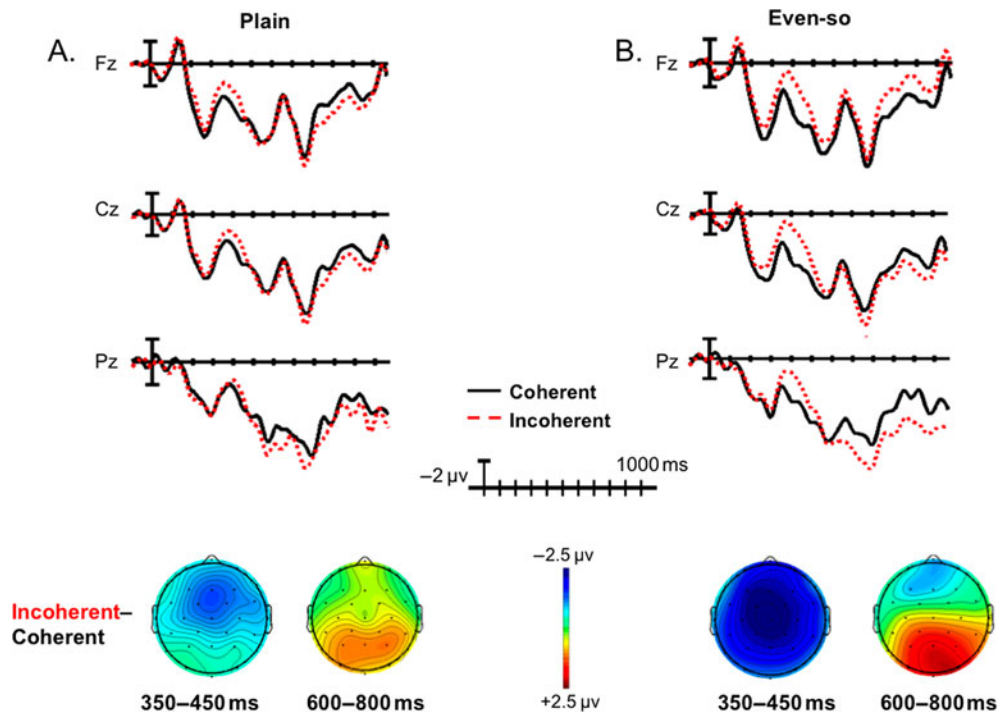 Plain
Even-so
A.
B.
Fz
Fz
Cz
Cz
Pz
Pz
Coherent
Incoherent
1000 ms
–2 µv
–2.5 µv
Incoherent–
Coherent
+2.5 µv
350–450 ms
600–800 ms
350–450 ms
600–800 ms